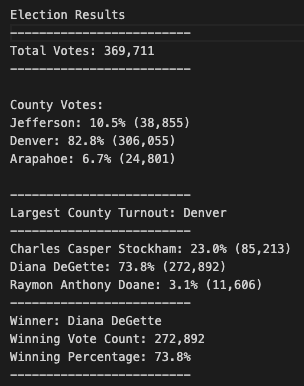 Election Results
-------------------------
Total Votes: 369,711
-------------------------
County Votes:
Jefferson: 10.5% (38,855)
Denver: 82.8% (306,055)
Arapahoe: 6.7% (24,801)
-------------------------
Largest County Turnout: Denver
-------------------------
Charles Casper Stockham: 23.0% (85,213)
Diana DeGette: 73.8% (272,892)
Raymon Anthony Doane: 3.1% (11,606)
-------------------------
Winner: Diana DeGette
Winning Vote Count: 272,892
Winning Percentage: 73.8%
-------------------------